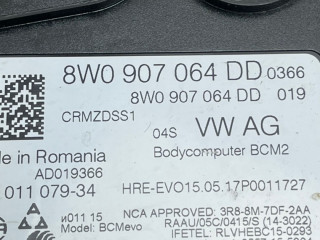 8W0 907 064 DD 0366
8W0 907 064 DD 019
CRMZDSS1
04S VW AG
de in Romania Bodycomputer BCM2
AD019366
011 079-34 HRE-EVO15.05.17P0011727
и011 15 NCA APPROVED: 3R8-8M-7DF-2AA
Model: BCMevo RAAU/05C/0415/S (14-3022)
IFETEL: RLVHEBC15-0293